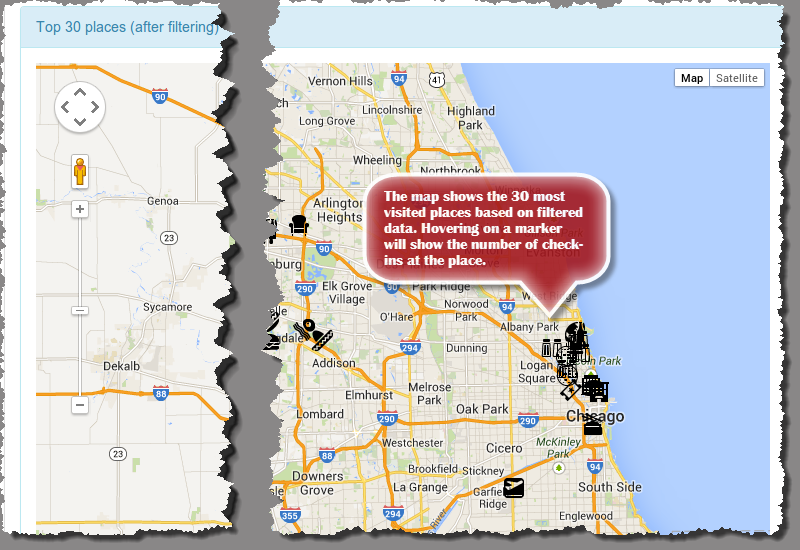 Top 30 places (after filtering)
Map
Satellite
90
Genoa
23
Sycamore
Dekalb
88
23
94
41
Vernon Hills
Lincolnshire
Highland
Park
Long Grove
Wheeling
Northbrook
Arlington
Heights
The map shows the 30 most
visited places based on filtered
data. Hovering on a marker
will show the number of check-
ins at the place.
Evanston
90
290
Elk Grove
Village
90
Park Ridge
Norwood
Park
94
O'Hare
Albany Park
294
Dunning
Addison
Logan
Square
Elmhurst
Melrose
Park
Oak Park
Lombard
290
290
Chicago
Westchester
Cicero
McKinley
Park
88
Brookfield
Stickney
94
Downers
Grove
La Grange
Ridge
South Side
355
294
Englewood